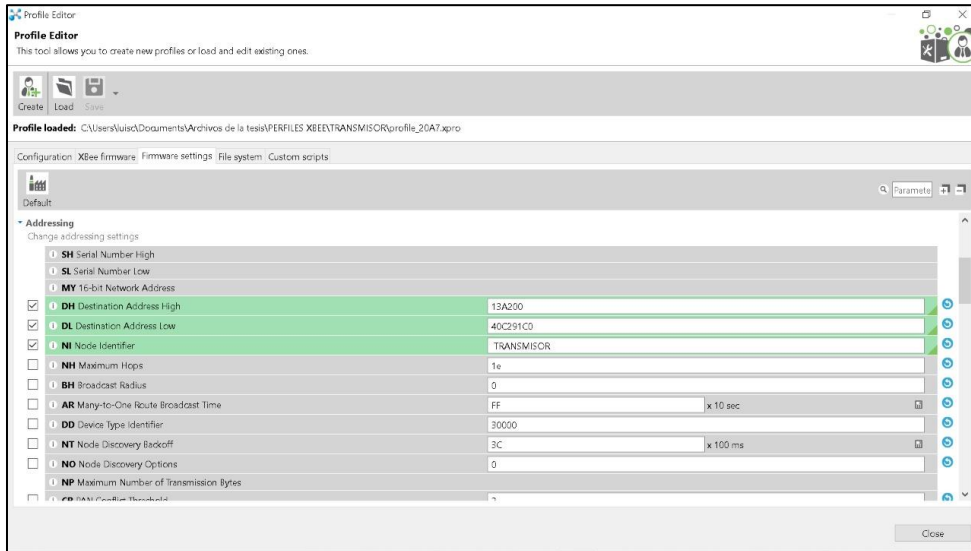 Profile Editor
Profile Editor
This tool allows you to create new profiles or load and edit existing ones.
Create Load Save
Profile loaded: C:\Users\luisc\Documents\Archivos de la tesis\PERFILES XBEE\TRANSMISOR\profile_20A7.xpro
Configuration XBee firmware Firmware settings File system Custom scripts
Default
Paramete
Addressing
Change addressing settings
SH Serial Number High
SL Serial Number Low
MY 16-bit Network Address
DH Destination Address High 13A200
DL Destination Address Low 40C291C0
NI Node Identifier TRANSMISOR
NH Maximum Hops 1e
BH Broadcast Radius 0
AR Many-to-One Route Broadcast Time FF x 10 sec
DD Device Type Identifier 30000
NT Node Discovery Backoff 3C x 100 ms
NO Node Discovery Options 0
NP Maximum Number of Transmission Bytes
CR PAN Conflict Threshold
Close